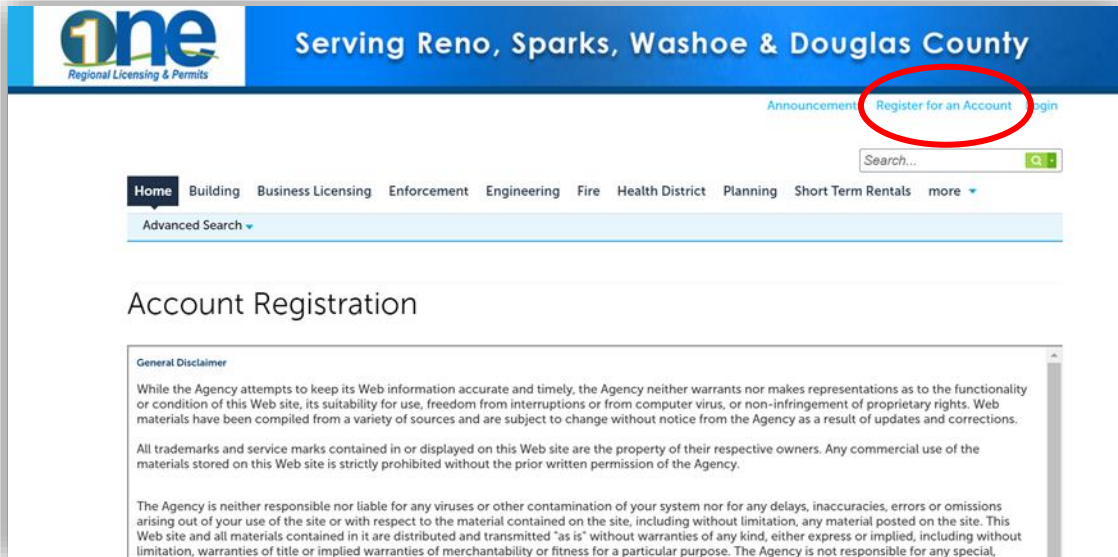 One
Regional Licensing & Permits
Serving Reno, Sparks, Washoe & Douglas County
Announcement Register for an Account Login
Search...
Home Building Business Licensing Enforcement Engineering Fire Health District Planning Short Term Rentals more
Advanced Search
Account Registration
General Disclaimer
While the Agency attempts to keep its Web information accurate and timely, the Agency neither warrants nor makes representations as to the functionality
or condition of this Web site, its suitability for use, freedom from interruptions or from computer virus, or non-infringement of proprietary rights. Web
materials have been compiled from a variety of sources and are subject to change without notice from the Agency as a result of updates and corrections.
All trademarks and service marks contained in or displayed on this Web site are the property of their respective owners. Any commercial use of the
materials stored on this Web site is strictly prohibited without the prior written permission of the Agency.
The Agency is neither responsible nor liable for any viruses or other contamination of your system nor for any delays, inaccuracies, errors or omissions
arising out of your use of the site or with respect to the material contained on the site, including without limitation, any material posted on the site. This
Web site and all materials contained in it are distributed and transmitted "as is" without warranties of any kind, either express or implied, including without
limitation, warranties of title or implied warranties of merchantability or fitness for a particular purpose. The Agency is not responsible for any special,